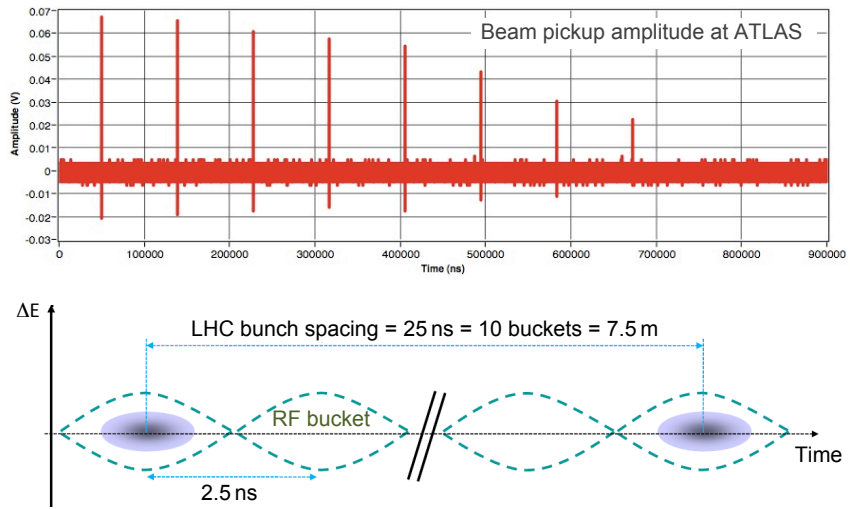 Beam pickup amplitude at ATLAS
Amplitude (V)
0.07
0.06
0.05
0.04
0.03
0.02
0.01
0
-0.01
-0.02
-0.03
0 100000 200000 300000 400000 500000 600000 700000 800000 900000
Time (ns)
ΔE
LHC bunch spacing = 25 ns = 10 buckets = 7.5 m
RF bucket
Time
2.5 ns